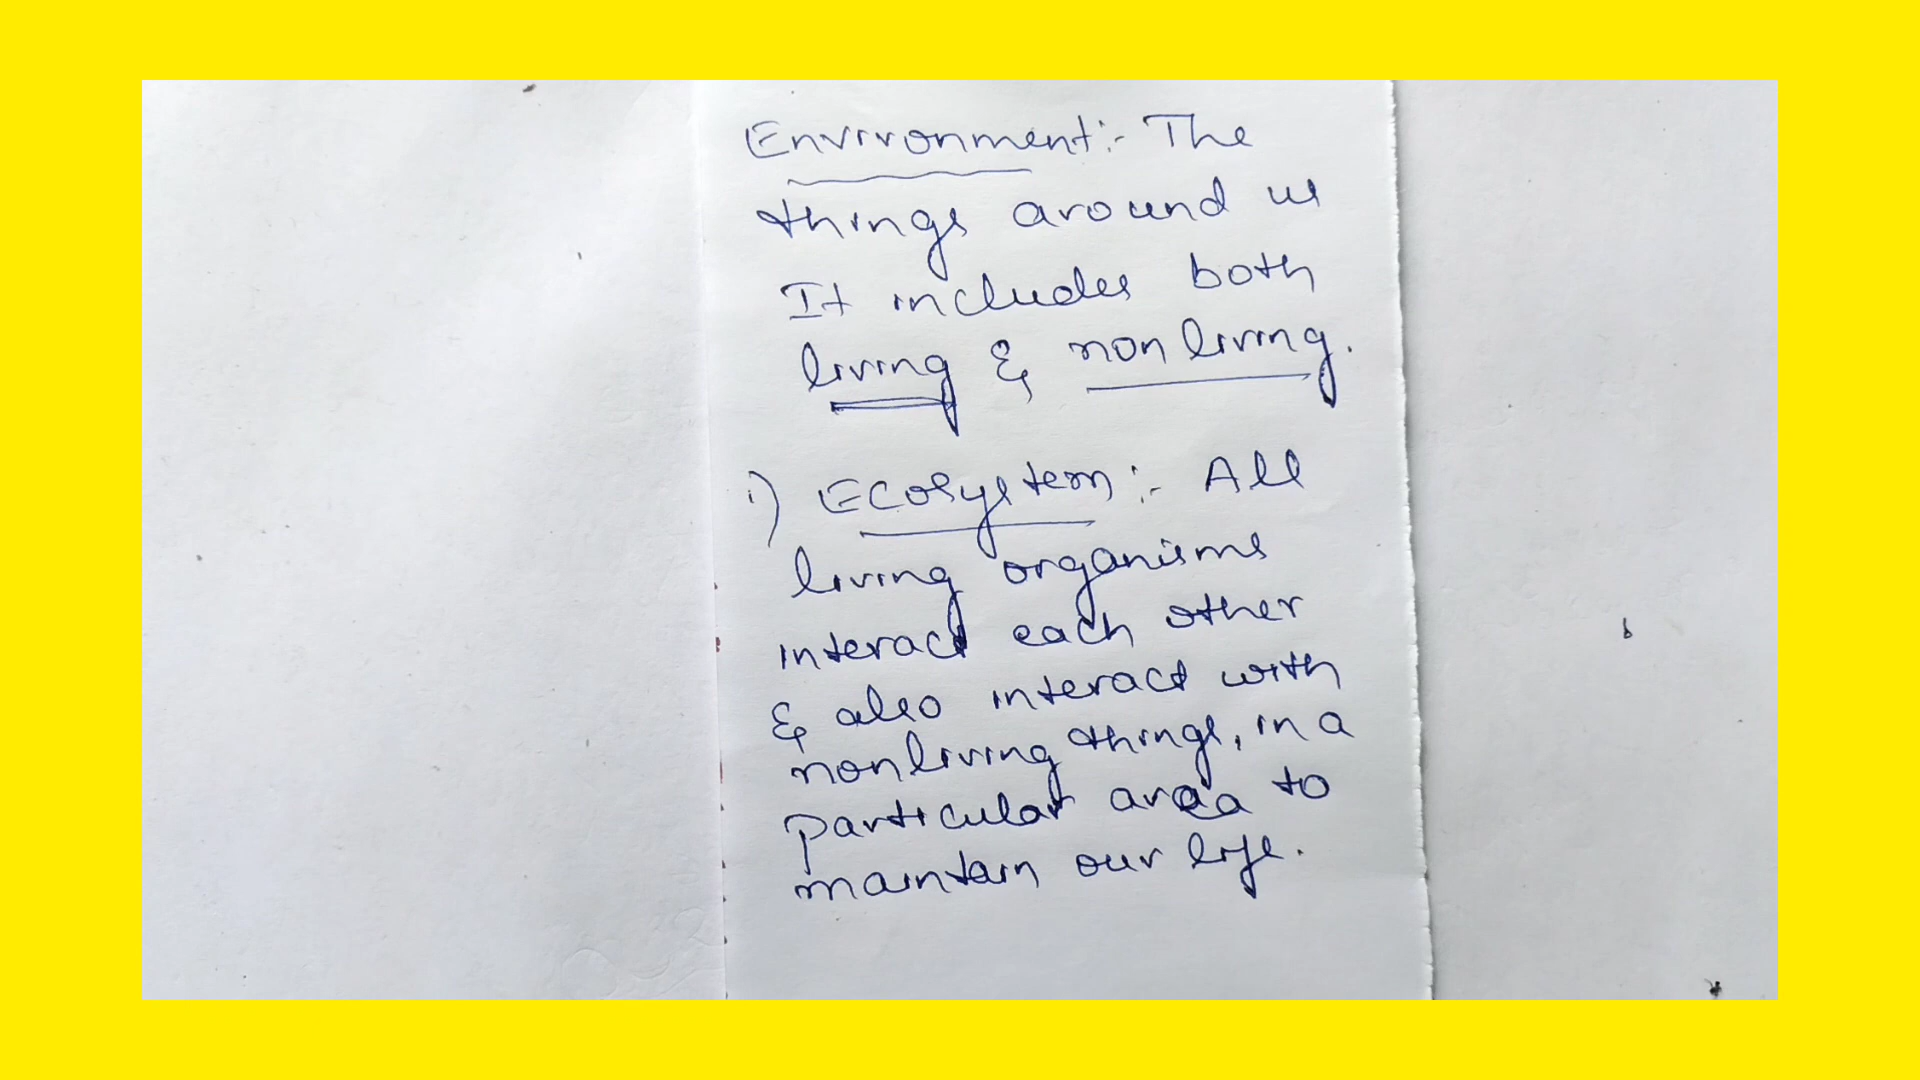 Environment:- The
things around us
It includes both
living & non living.
i) Ecosystem:- All
living organisms
interact each other
& also interact with
nonliving things, in a
particular area to
maintain our life.